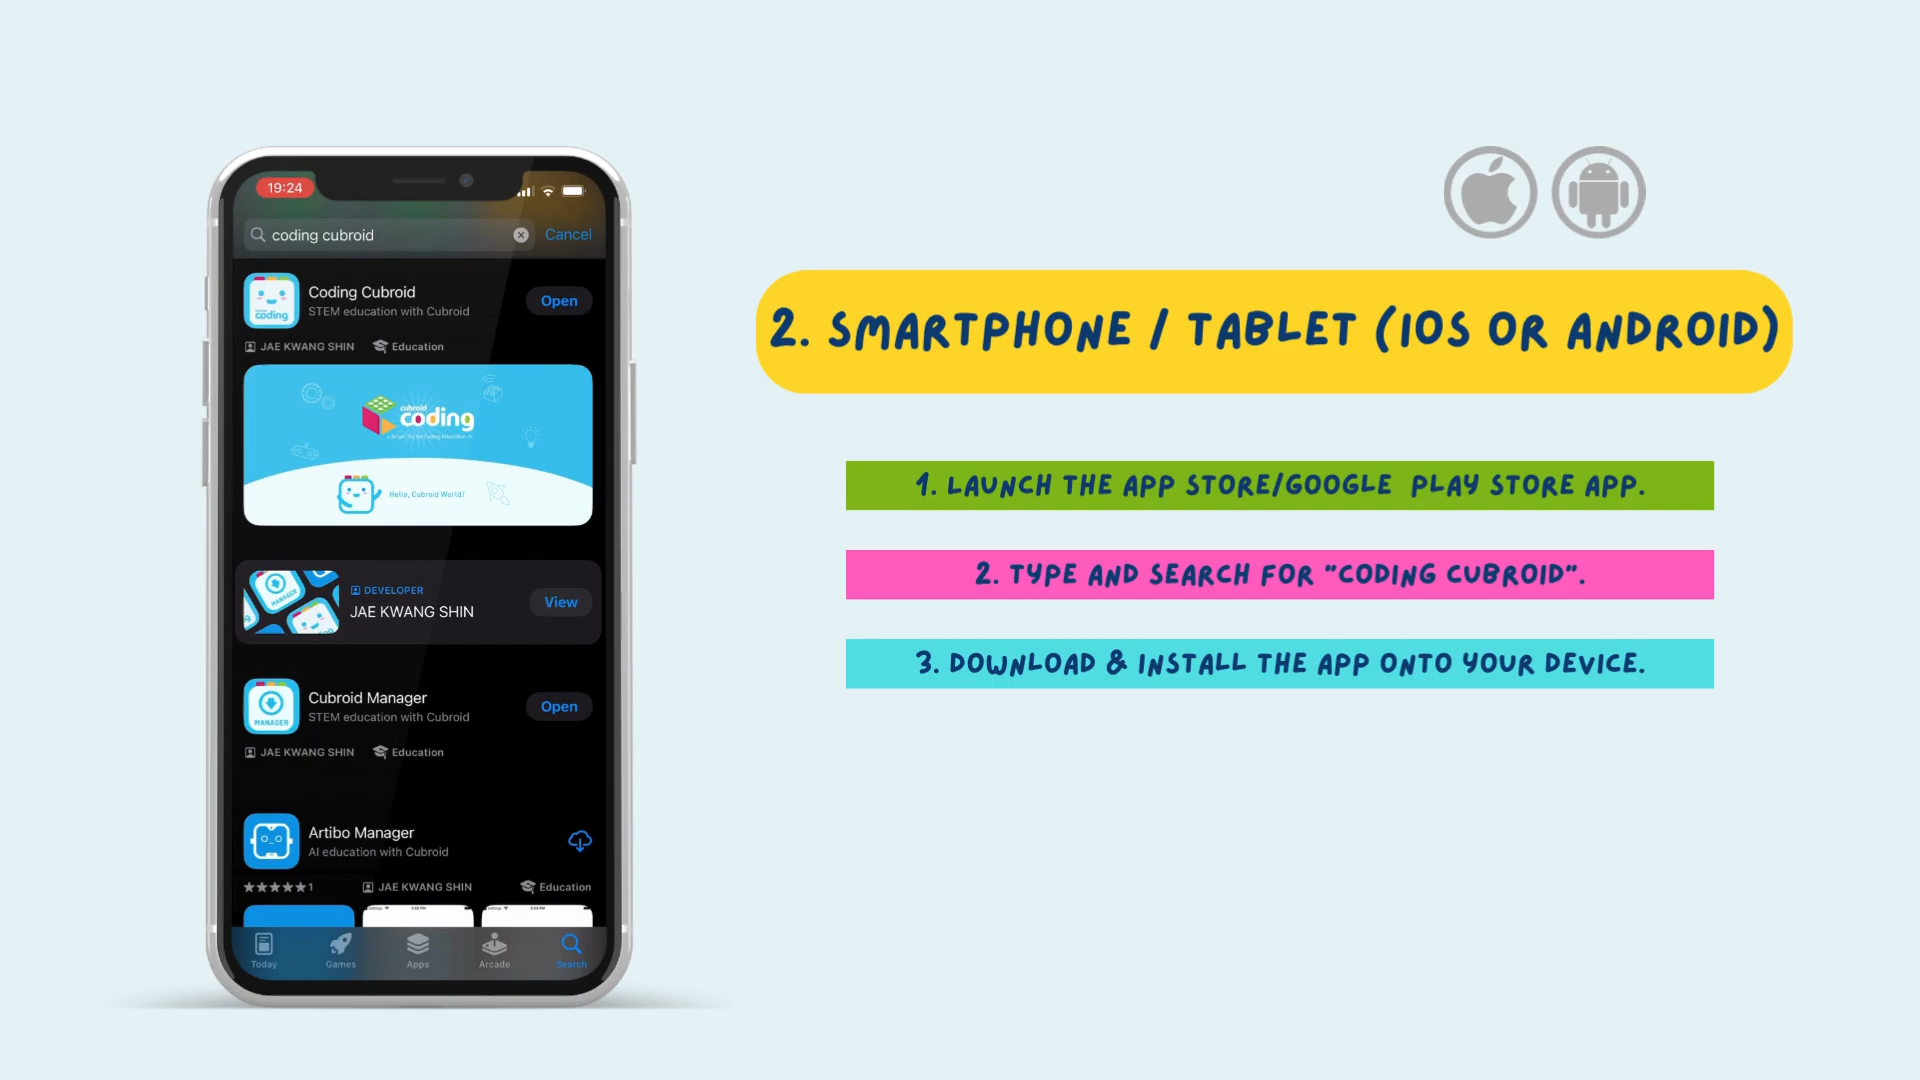 19:24
coding cubroid
Cancel
Coding Cubroid
STEM education with Cubroid
Open
JAE KWANG SHIN
Education
cubroid
coding
Hello, Cubroid World!
DEVELOPER
JAE KWANG SHIN
View
Cubroid Manager
STEM education with Cubroid
Open
MANAGER
JAE KWANG SHIN
Education
Artibo Manager
AI education with Cubroid
1
JAE KWANG SHIN
Education
Today
Games
Apps
Arcade
Search
2. SMARTPHONE / TABLET (IOS OR ANDROID)
1. LAUNCH THE APP STORE/GOOGLE PLAY STORE APP.
2. TYPE AND SEARCH FOR "CODING CUBROID".
3. DOWNLOAD & INSTALL THE APP ONTO YOUR DEVICE.